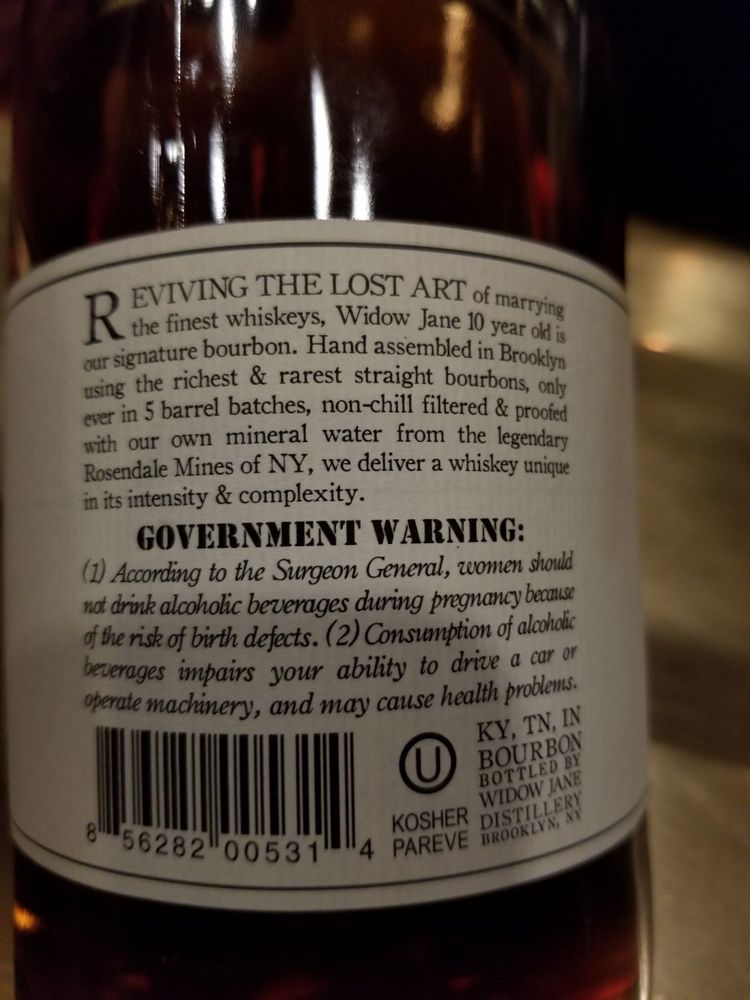 REVIVING THE LOST ART of marrying
the finest whiskeys, Widow Jane 10 year old is
our signature bourbon. Hand assembled in Brooklyn
using the richest & rarest straight bourbons, only
ever in 5 barrel batches, non-chill filtered & proofed
with our own mineral water from the legendary
Rosendale Mines of NY, we deliver a whiskey unique
in its intensity & complexity.
GOVERNMENT WARNING:
(1) According to the Surgeon General, women should
not drink alcoholic beverages during pregnancy because
of the risk of birth defects. (2) Consumption of alcoholic
beverages impairs your ability to drive a car or
operate machinery, and may cause health problems.
8 56282 00531 4
U
KOSHER
PAREVE
KY, TN, IN
BOURBON
BOTTLED BY
WIDOW JANE
DISTILLERY
BROOKLYN, NY